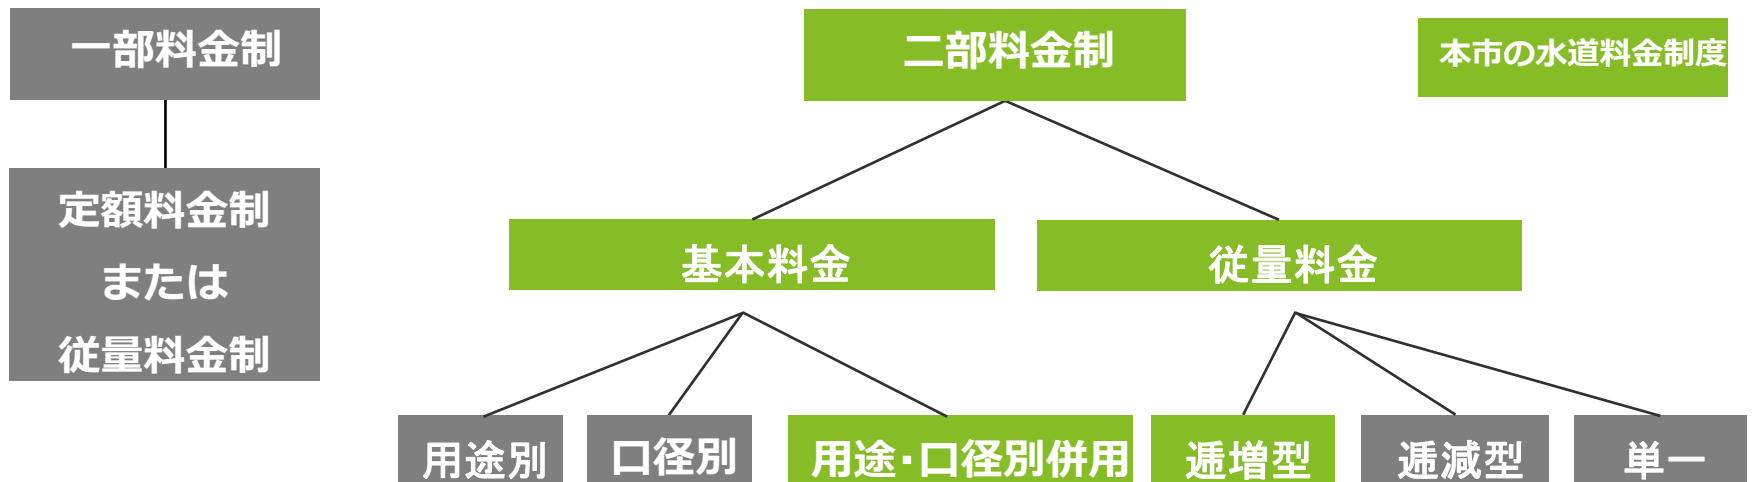 一部料金制
二部料金制
本市の水道料金制度
定額料金制
または
従量料金制
基本料金
従量料金
用途別
口径別
用途・口径別併用
逓増型
逓減型
単一